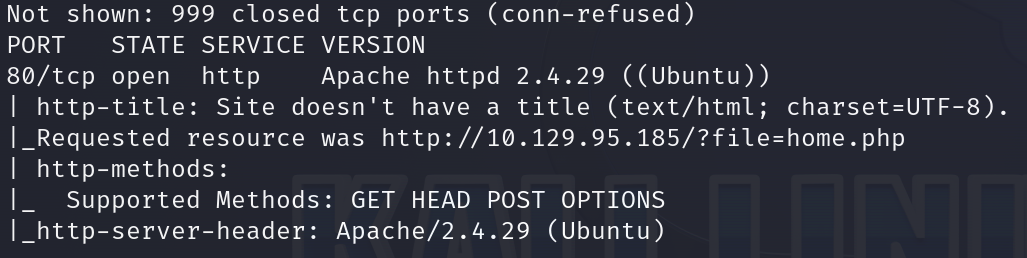 Not shown: 999 closed tcp ports (conn-refused)
PORT   STATE SERVICE VERSION
80/tcp open  http    Apache httpd 2.4.29 ((Ubuntu))
| http-title: Site doesn't have a title (text/html; charset=UTF-8).
|_Requested resource was http://10.129.95.185/?file=home.php
| http-methods:
|_  Supported Methods: GET HEAD POST OPTIONS
|_http-server-header: Apache/2.4.29 (Ubuntu)
KALI LINU